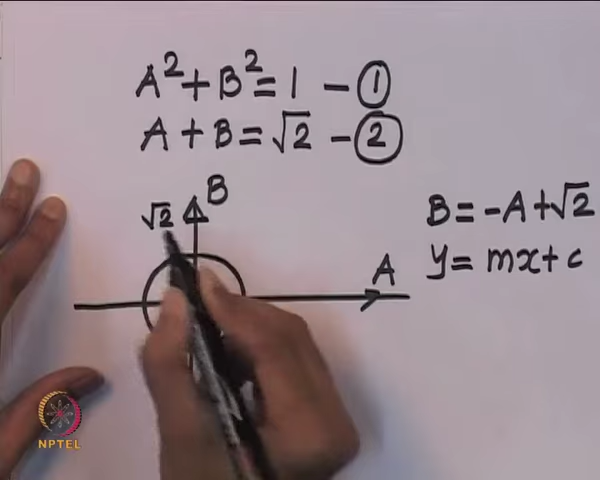 A²+B²=1 - ①
A+B=√2 - ②
√2 B
A
B=-A+√2
y=mx+c
NPTEL